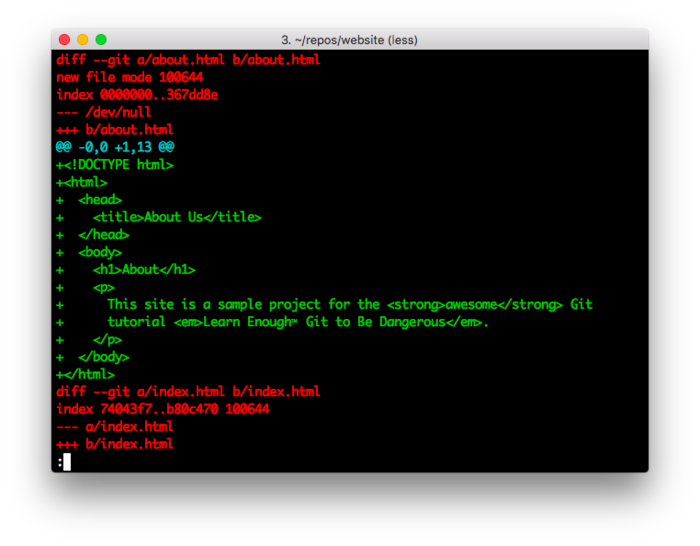 3. ~/repos/website (less)
diff --git a/about.html b/about.html
new file mode 100644
index 0000000..367dd8e
--- /dev/null
+++ b/about.html
@@ -0,0 +1,13 @@
+<!DOCTYPE html>
+<html>
+  <head>
+    <title>About Us</title>
+  </head>
+  <body>
+    <h1>About</h1>
+    <p>
+      This site is a sample project for the <strong>awesome</strong> Git
+      tutorial <em>Learn Enough™ Git to Be Dangerous</em>.
+    </p>
+  </body>
+</html>
diff --git a/index.html b/index.html
index 74043f7..b80c470 100644
--- a/index.html
+++ b/index.html
: